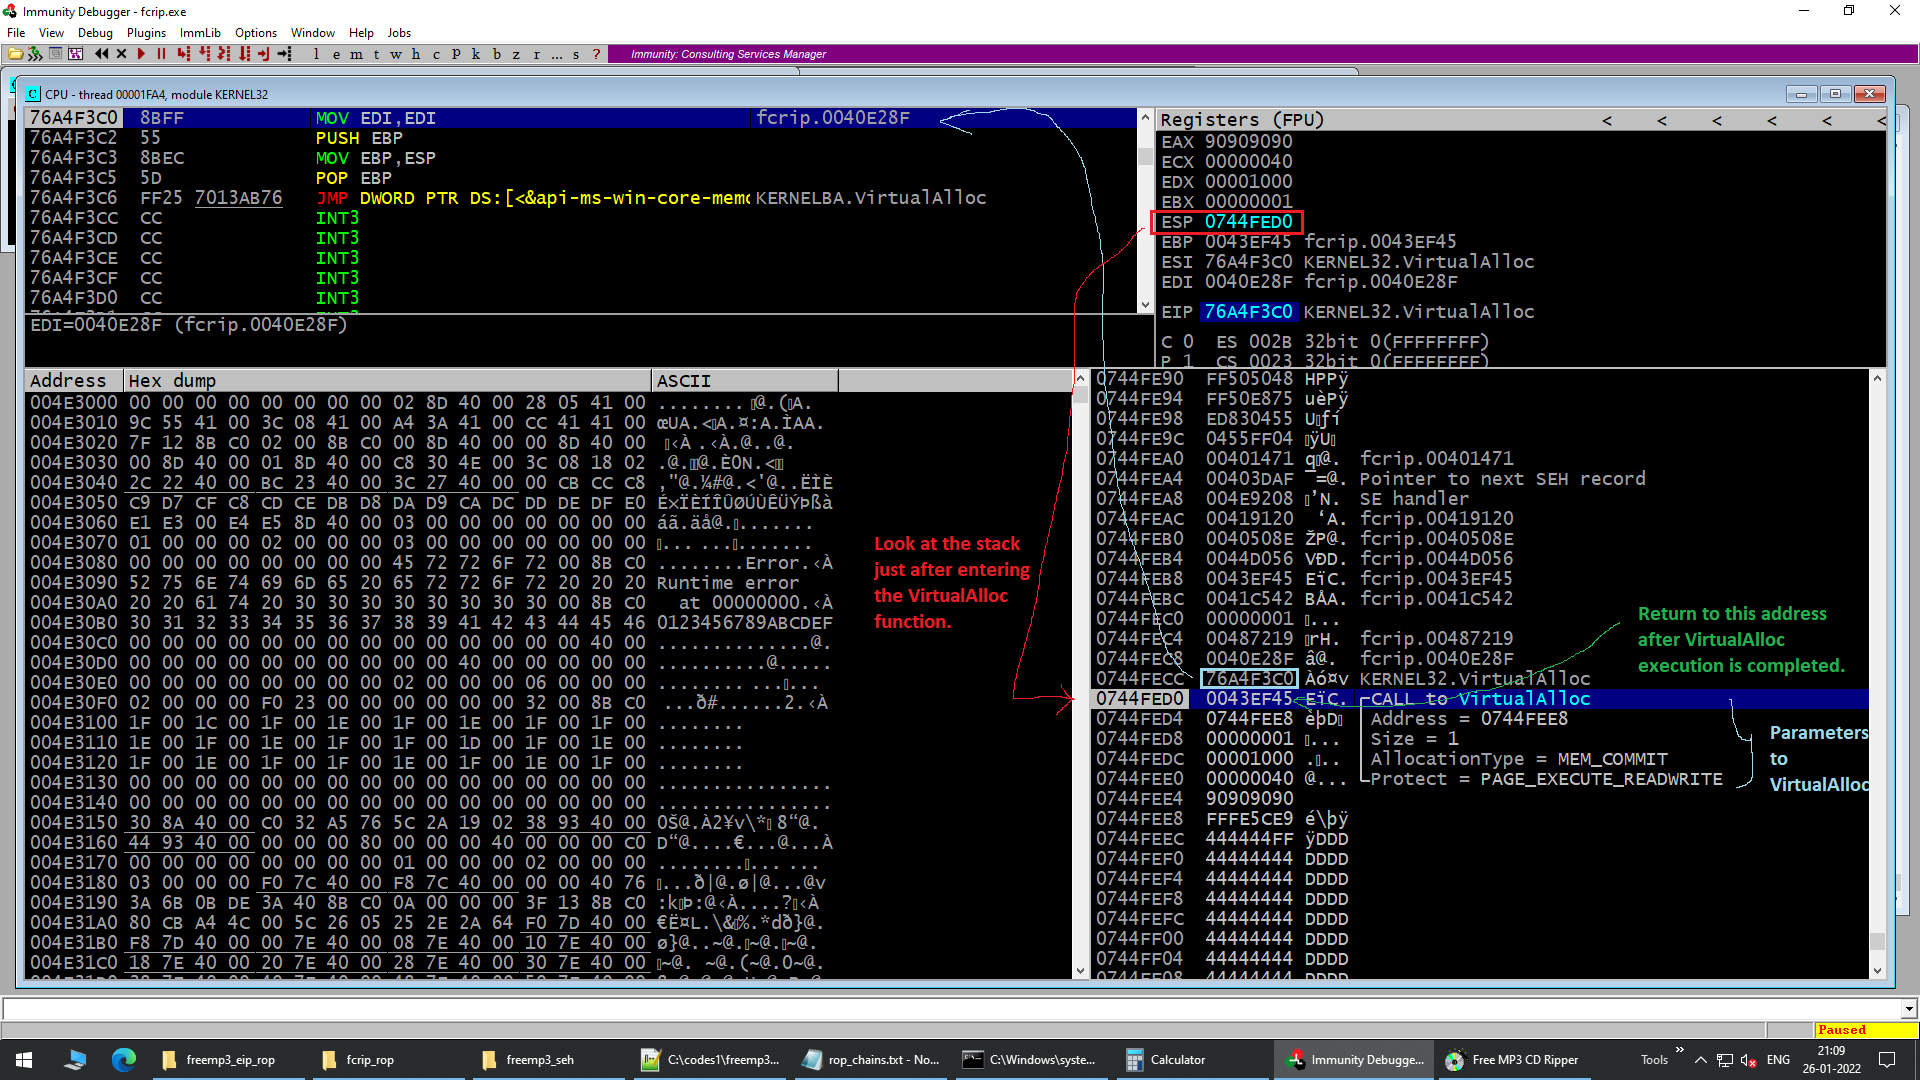 Immunity Debugger - fcrip.exe
File View Debug Plugins ImmLib Options Window Help Jobs
l e m t w h c p k b z r ... s ? Immunity: Consulting Services Manager
CPU - thread 00001FA4, module KERNEL32
76A4F3C0 8BFF MOV EDI,EDI fcrip.0040E28F
76A4F3C2 55 PUSH EBP
76A4F3C3 8BEC MOV EBP,ESP
76A4F3C5 5D POP EBP
76A4F3C6 FF25 7013AB76 JMP DWORD PTR DS:[<&api-ms-win-core-memo KERNELBA.VirtualAlloc
76A4F3CC CC INT3
76A4F3CD CC INT3
76A4F3CE CC INT3
76A4F3CF CC INT3
76A4F3D0 CC INT3
EDI=0040E28F (fcrip.0040E28F)
Registers (FPU) < < < < < <
EAX 90909090
ECX 00000040
EDX 00001000
EBX 00000001
ESP 0744FED0
EBP 0043EF45 fcrip.0043EF45
ESI 76A4F3C0 KERNEL32.VirtualAlloc
EDI 0040E28F fcrip.0040E28F
EIP 76A4F3C0 KERNEL32.VirtualAlloc
C 0 ES 002B 32bit 0(FFFFFFFF)
P 1 CS 0023 32bit 0(FFFFFFFF)
Address Hex dump ASCII
004E3000 00 00 00 00 00 00 00 00 02 8D 40 00 28 05 41 00
004E3010 9C 55 41 00 3C 08 41 00 A4 3A 41 00 CC 41 41 00
004E3020 7F 12 8B C0 02 00 8B C0 00 8D 40 00 00 8D 40 00
004E3030 00 8D 40 00 01 8D 40 00 C8 30 4E 00 3C 08 18 02
004E3040 2C 22 40 00 BC 23 40 00 3C 27 40 00 00 CB CC C8
004E3050 C9 D7 CF C8 CD CE DB D8 DA D9 CA DC DD DE DF E0
004E3060 E1 E3 00 E4 E5 8D 40 00 03 00 00 00 00 00 00 00
004E3070 01 00 00 00 02 00 00 00 03 00 00 00 00 00 00 00
004E3080 00 00 00 00 00 00 00 00 45 72 72 6F 72 00 8B C0 ........Error.‹À
004E3090 52 75 6E 74 69 6D 65 20 65 72 72 6F 72 20 20 20 Runtime error
004E30A0 20 20 61 74 20 30 30 30 30 30 30 30 30 00 8B C0 at 00000000.‹À
004E30B0 30 31 32 33 34 35 36 37 38 39 41 42 43 44 45 46 0123456789ABCDEF
004E30C0 00 00 00 00 00 00 00 00 00 00 00 00 00 00 40 00 ..............@.
004E30D0 00 00 00 00 00 00 00 00 00 00 40 00 00 00 00 00 ..........@.....
004E30E0 00 00 00 00 00 00 00 00 02 00 00 00 06 00 00 00
004E30F0 02 00 00 00 F0 23 00 00 00 00 00 00 32 00 8B C0
004E3100 1F 00 1C 00 1F 00 1E 00 1F 00 1E 00 1F 00 1F 00
004E3110 1E 00 1F 00 1E 00 1F 00 1F 00 1D 00 1F 00 1E 00
004E3120 1F 00 1E 00 1F 00 1E 00 1F 00 1F 00 1E 00 1F 00
004E3130 00 00 00 00 00 00 00 00 00 00 00 00 00 00 00 00 ................
004E3140 00 00 00 00 00 00 00 00 00 00 00 00 00 00 00 00 ................
004E3150 30 8A 40 00 C0 32 A5 76 5C 2A 19 02 38 93 40 00
004E3160 44 93 40 00 00 00 00 80 00 00 00 40 00 00 00 C0 D“@....€...@...À
004E3170 00 00 00 00 00 00 00 00 01 00 00 00 02 00 00 00
004E3180 03 00 00 00 F0 7C 40 00 F8 7C 40 00 00 00 40 76
004E3190 3A 6B 0B DE 3A 40 8B C0 0A 00 00 00 3F 13 8B C0
004E31A0 80 CB A4 4C 00 5C 26 05 25 2E 2A 64 F0 7D 40 00
004E31B0 F8 7D 40 00 00 7E 40 00 08 7E 40 00 10 7E 40 00
004E31C0 18 7E 40 00 20 7E 40 00 28 7E 40 00 30 7E 40 00 .~@. ~@.(~@.0~@.
Look at the stack
just after entering
the VirtualAlloc
function.
0744FE90 FF505048 HPPÿ
0744FE94 FF50E875 uèPÿ
0744FE98 ED830455
0744FE9C 0455FF04
0744FEA0 00401471 fcrip.00401471
0744FEA4 00403DAF ¯=@. Pointer to next SEH record
0744FEA8 004E9208 SE handler
0744FEAC 00419120 ‘A. fcrip.00419120
0744FEB0 0040508E ŽP@. fcrip.0040508E
0744FEB4 0044D056 VÐD. fcrip.0044D056
0744FEB8 0043EF45 EïC. fcrip.0043EF45
0744FEBC 0041C542 BÅA. fcrip.0041C542
0744FEC0 00000001
0744FEC4 00487219 fcrip.00487219
0744FEC8 0040E28F fcrip.0040E28F
0744FECC 76A4F3C0 Àó¤v KERNEL32.VirtualAlloc
0744FED0 0043EF45 EïC. CALL to VirtualAlloc
0744FED4 0744FEE8 Address = 0744FEE8
0744FED8 00000001 Size = 1
0744FEDC 00001000 AllocationType = MEM_COMMIT
0744FEE0 00000040 @... Protect = PAGE_EXECUTE_READWRITE
0744FEE4 90909090
0744FEE8 FFFE5CE9 é\þÿ
0744FEEC 444444FF ÿDDD
0744FEF0 44444444 DDDD
0744FEF4 44444444 DDDD
0744FEF8 44444444 DDDD
0744FEFC 44444444 DDDD
0744FF00 44444444 DDDD
0744FF04 44444444 DDDD
0744FF08 44444444 DDDD
Return to this address
after VirtualAlloc
execution is completed.
Parameters
to
VirtualAlloc
Paused
freemp3_eip_rop
fcrip_rop
freemp3_seh
C:\codes1\freemp3...
rop_chains.txt - No...
C:\Windows\syste...
Calculator
Immunity Debugge...
Free MP3 CD Ripper
Tools »
ENG
21:09
26-01-2022